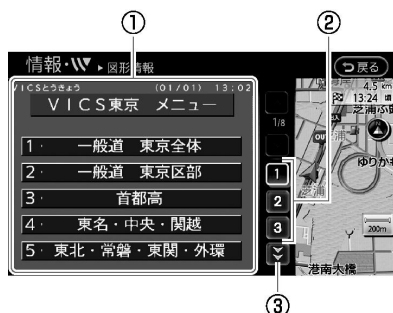 ① ②
情報・VV ▸ 図形情報
戻る
VICSとうきょう (01/01) 13:02
VICS東京 メニュー
1・ 一般道 東京全体
2・ 一般道 東京区部
3・ 首都高
4・ 東名・中央・関越
5・ 東北・常磐・東関・外環
1/8
1
2
3
4.5 km
13:24 頃
芝浦ふ
ゆりか
芝浦
200m
港南大橋
③